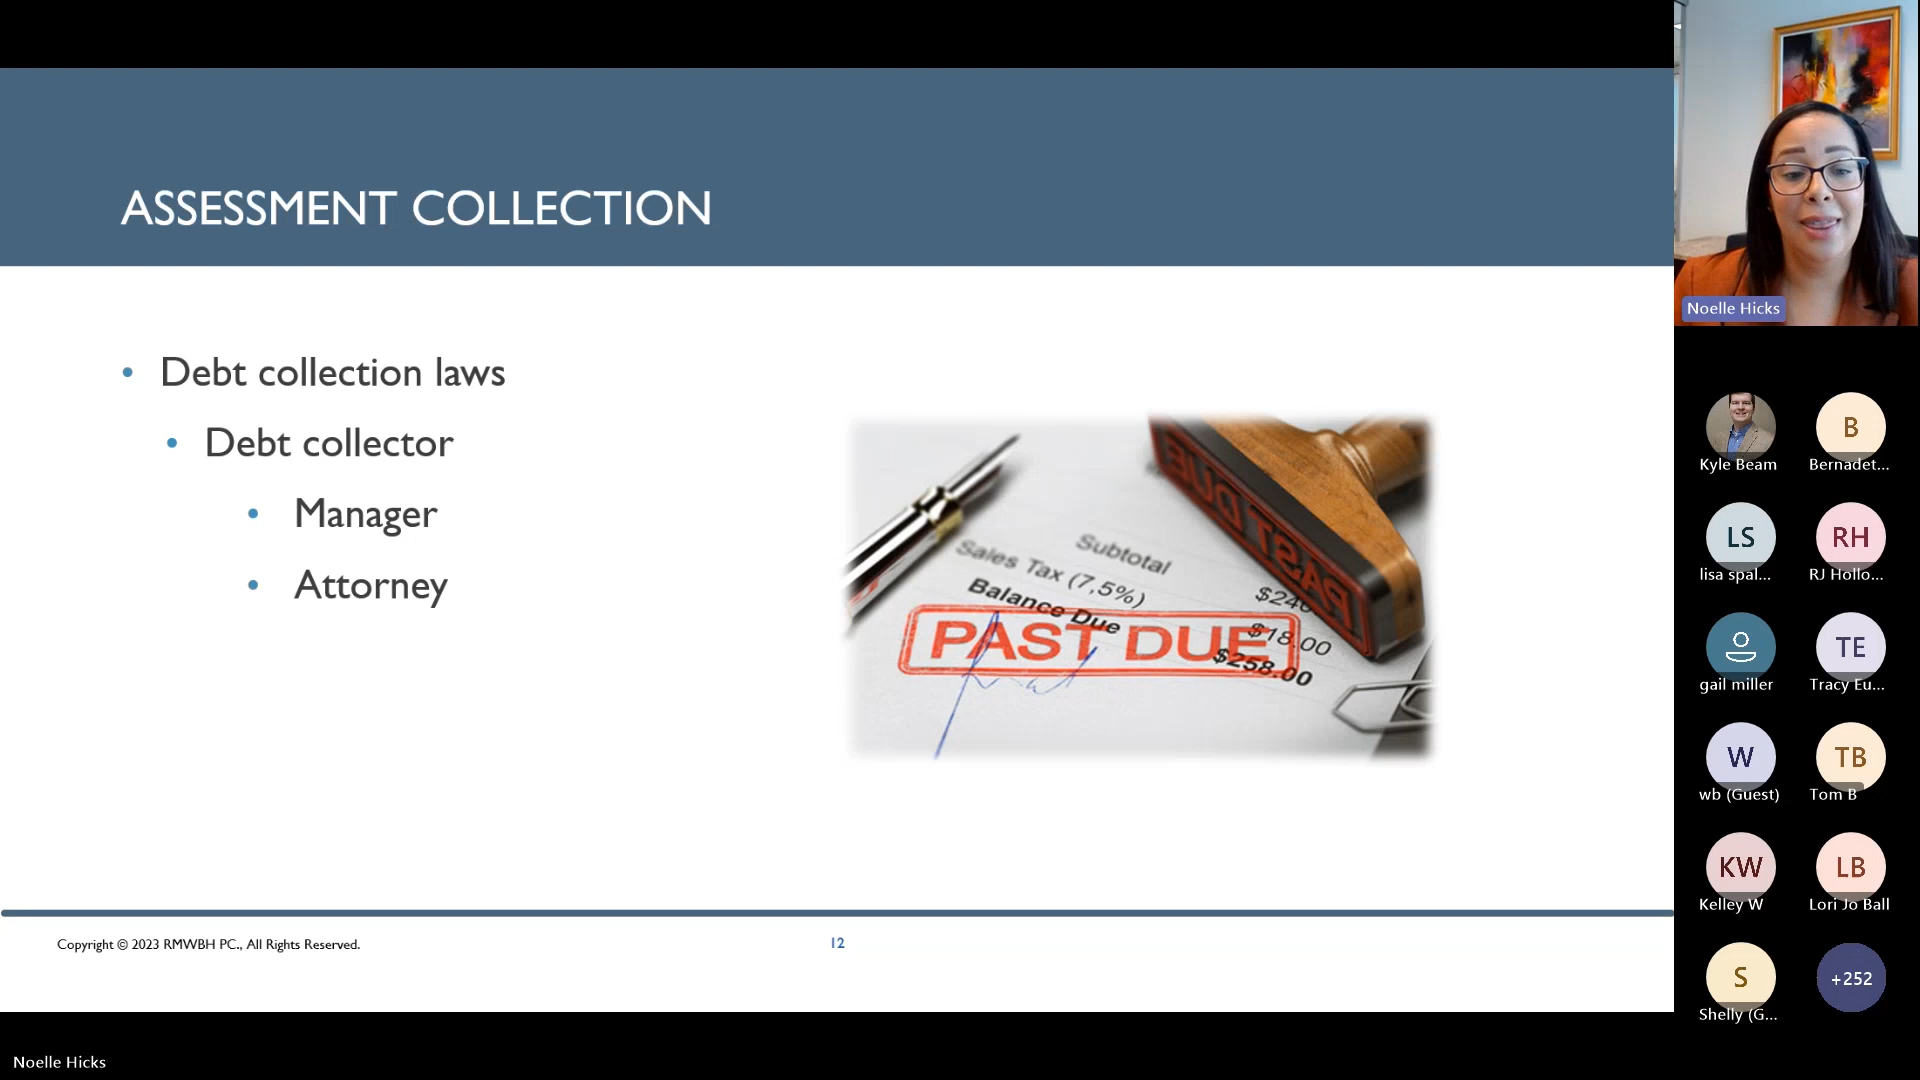 ASSESSMENT COLLECTION
• Debt collection laws
• Debt collector
• Manager
• Attorney
Subtotal
Sales Tax (7,5%)
Balance Due
$240
$18.00
$258.00
PAST DUE
PAST DUE
Copyright © 2023 RMWBH PC., All Rights Reserved.
12
Noelle Hicks
Kyle Beam
B
Bernadet...
LS
lisa spal...
RH
RJ Hollo...
gail miller
TE
Tracy Eu...
W
wb (Guest)
TB
Tom B
KW
Kelley W
LB
Lori Jo Ball
S
Shelly (G...
+252
Noelle Hicks